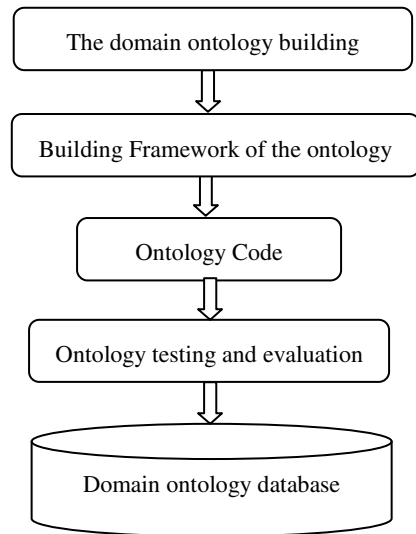 The domain ontology building
Building Framework of the ontology
Ontology Code
Ontology testing and evaluation
Domain ontology database